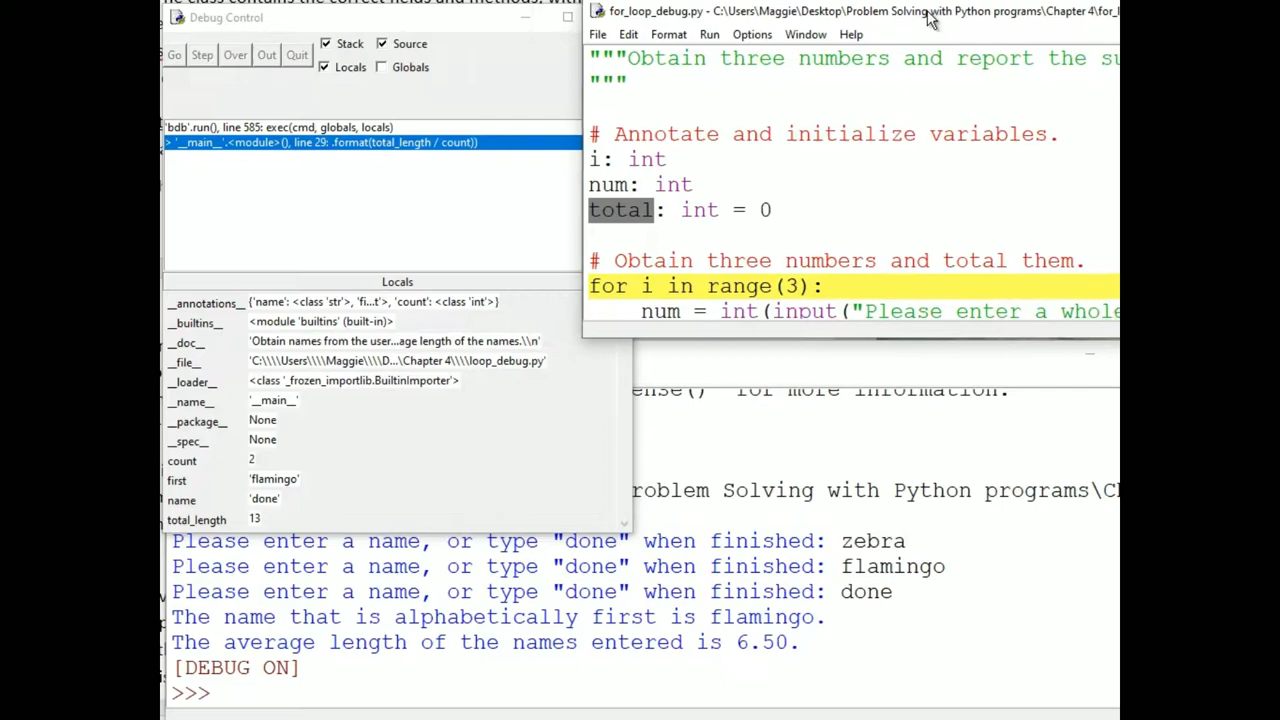 Debug Control
Go Step Over Out Quit
Stack Source
Locals Globals
'bdb'.run(), line 585: exec(cmd, globals, locals)
> '__main__'.<module>(), line 29: .format(total_length / count))
Locals
__annotations__ {'name': <class 'str'>, 'fi...t'>, 'count': <class 'int'>}
__builtins__ <module 'builtins' (built-in)>
__doc__ 'Obtain names from the user...age length of the names.\\n'
__file__ 'C:\\\\Users\\\\Maggie\\\\D...\Chapter 4\\\\loop_debug.py'
__loader__ <class '_frozen_importlib.BuiltinImporter'>
__name__ '__main__'
__package__ None
__spec__ None
count 2
first 'flamingo'
name 'done'
total_length 13
for_loop_debug.py - C:\Users\Maggie\Desktop\Problem Solving with Python programs\Chapter 4\for_l
File Edit Format Run Options Window Help
"""Obtain three numbers and report the su
"""
# Annotate and initialize variables.
i: int
num: int
total: int = 0
# Obtain three numbers and total them.
for i in range(3):
num = int(input("Please enter a whole
ense()" for more information.
roblem Solving with Python programs\Ch
Please enter a name, or type "done" when finished: zebra
Please enter a name, or type "done" when finished: flamingo
Please enter a name, or type "done" when finished: done
The name that is alphabetically first is flamingo.
The average length of the names entered is 6.50.
[DEBUG ON]
>>>